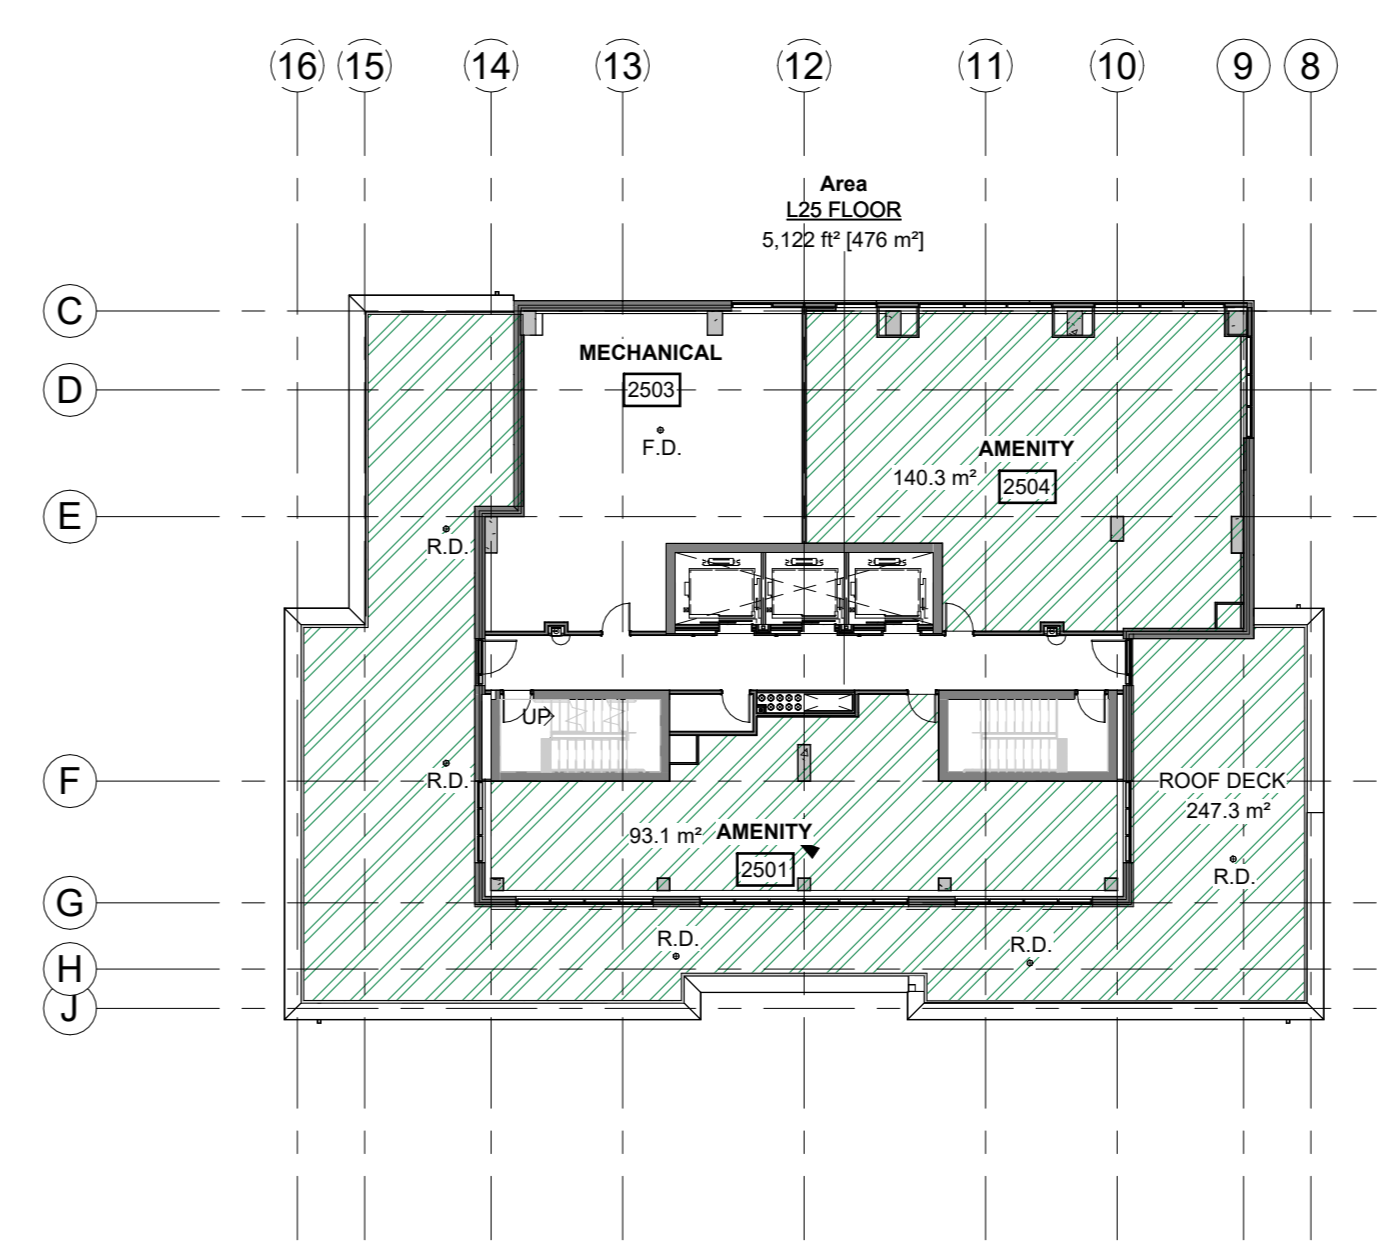 16 15 14 13 12 11 10 9 8
Area
L25 FLOOR
5,122 ft² [476 m²]
C
MECHANICAL
D
2503
F.D.
AMENITY
140.3 m²
2504
E
R.D.
UP
F
R.D.
ROOF DECK
247.3 m²
93.1 m²
AMENITY
2501
R.D.
G
R.D.
R.D.
H
J